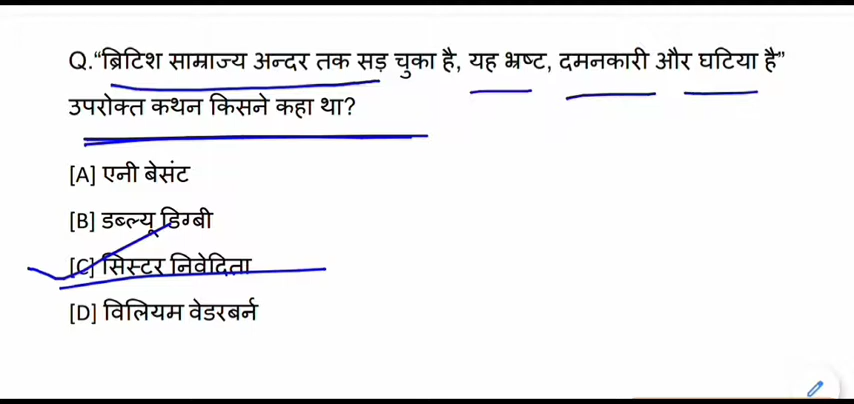 Q.“ब्रिटिश साम्राज्य अन्दर तक सड़ चुका है, यह भ्रष्ट, दमनकारी और घटिया है”
उपरोक्त कथन किसने कहा था?
[A] एनी बेसंट
[B] डब्ल्यू डिग्बी
[C] सिस्टर निवेदिता
[D] विलियम वेडरबर्न